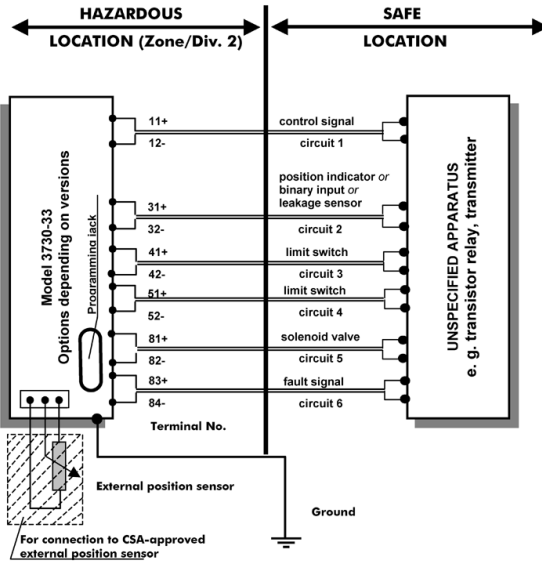 HAZARDOUS
LOCATION (Zone/Div. 2)
SAFE
LOCATION
Model 3730-33
Options depending on versions
Programming jack
11+
12-
control signal
circuit 1
31+
32-
position indicator or
binary input or
leakage sensor
circuit 2
41+
42-
limit switch
circuit 3
51+
52-
limit switch
circuit 4
81+
82-
solenoid valve
circuit 5
83+
84-
fault signal
circuit 6
Terminal No.
UNSPECIFIED APPARATUS
e. g. transistor relay, transmitter
External position sensor
Ground
For connection to CSA-approved
external position sensor